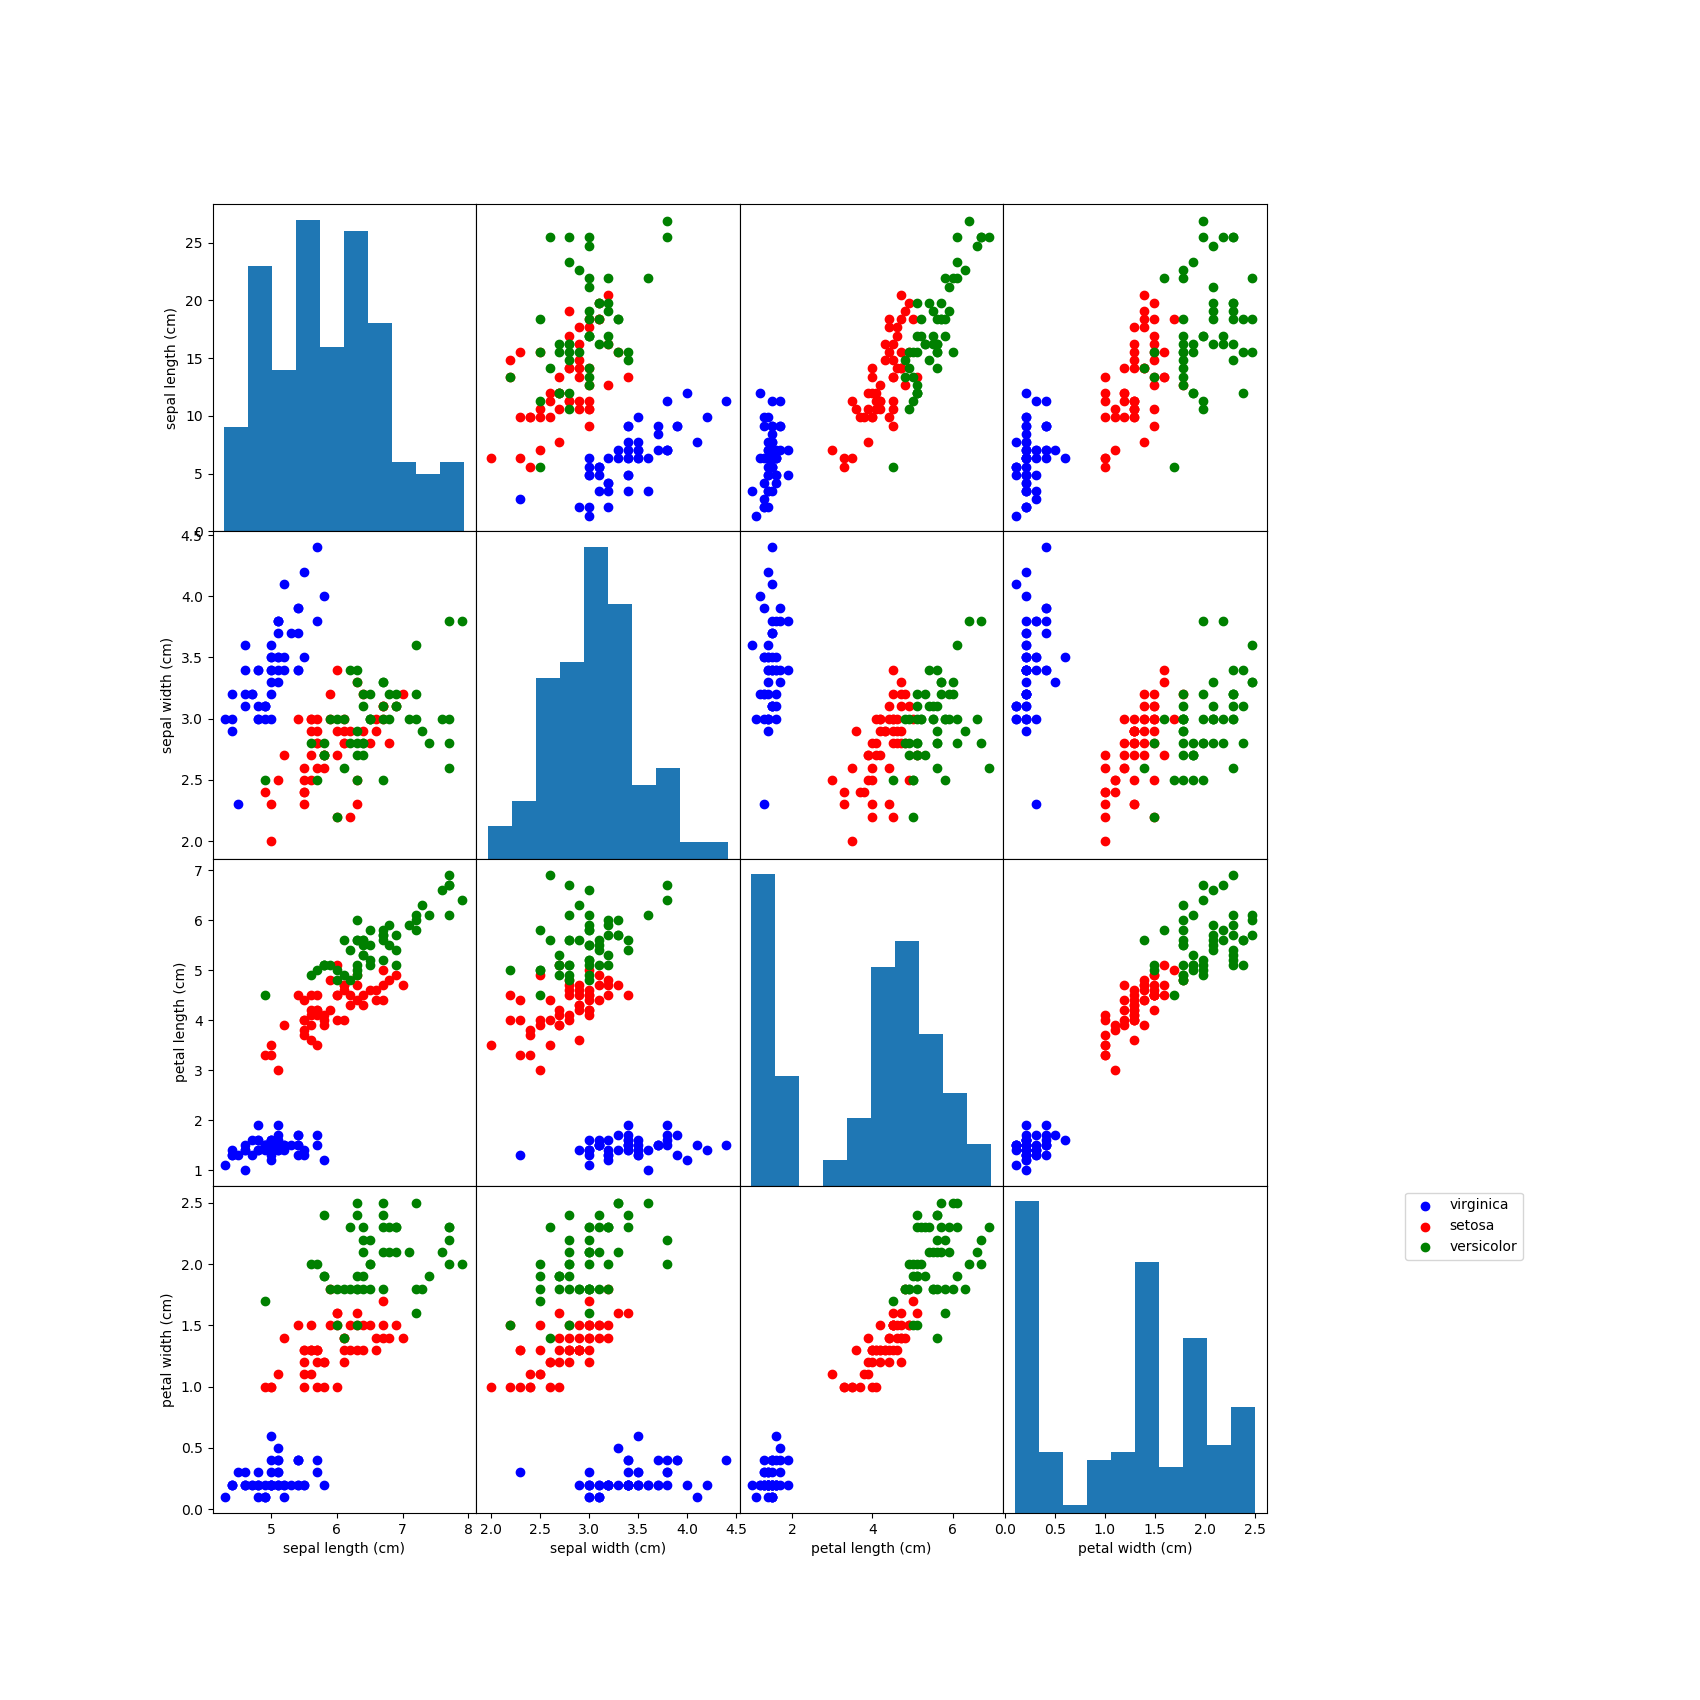 25
20
15
10
5
0
sepal length (cm)
4.5
4.0
3.5
3.0
2.5
2.0
sepal width (cm)
7
6
5
4
3
2
1
petal length (cm)
2.5
2.0
1.5
1.0
0.5
0.0
petal width (cm)
virginica
setosa
versicolor
5 6 7 8 2.0 2.5 3.0 3.5 4.0 4.5 2 4 6 0.0 0.5 1.0 1.5 2.0 2.5
sepal length (cm) sepal width (cm) petal length (cm) petal width (cm)